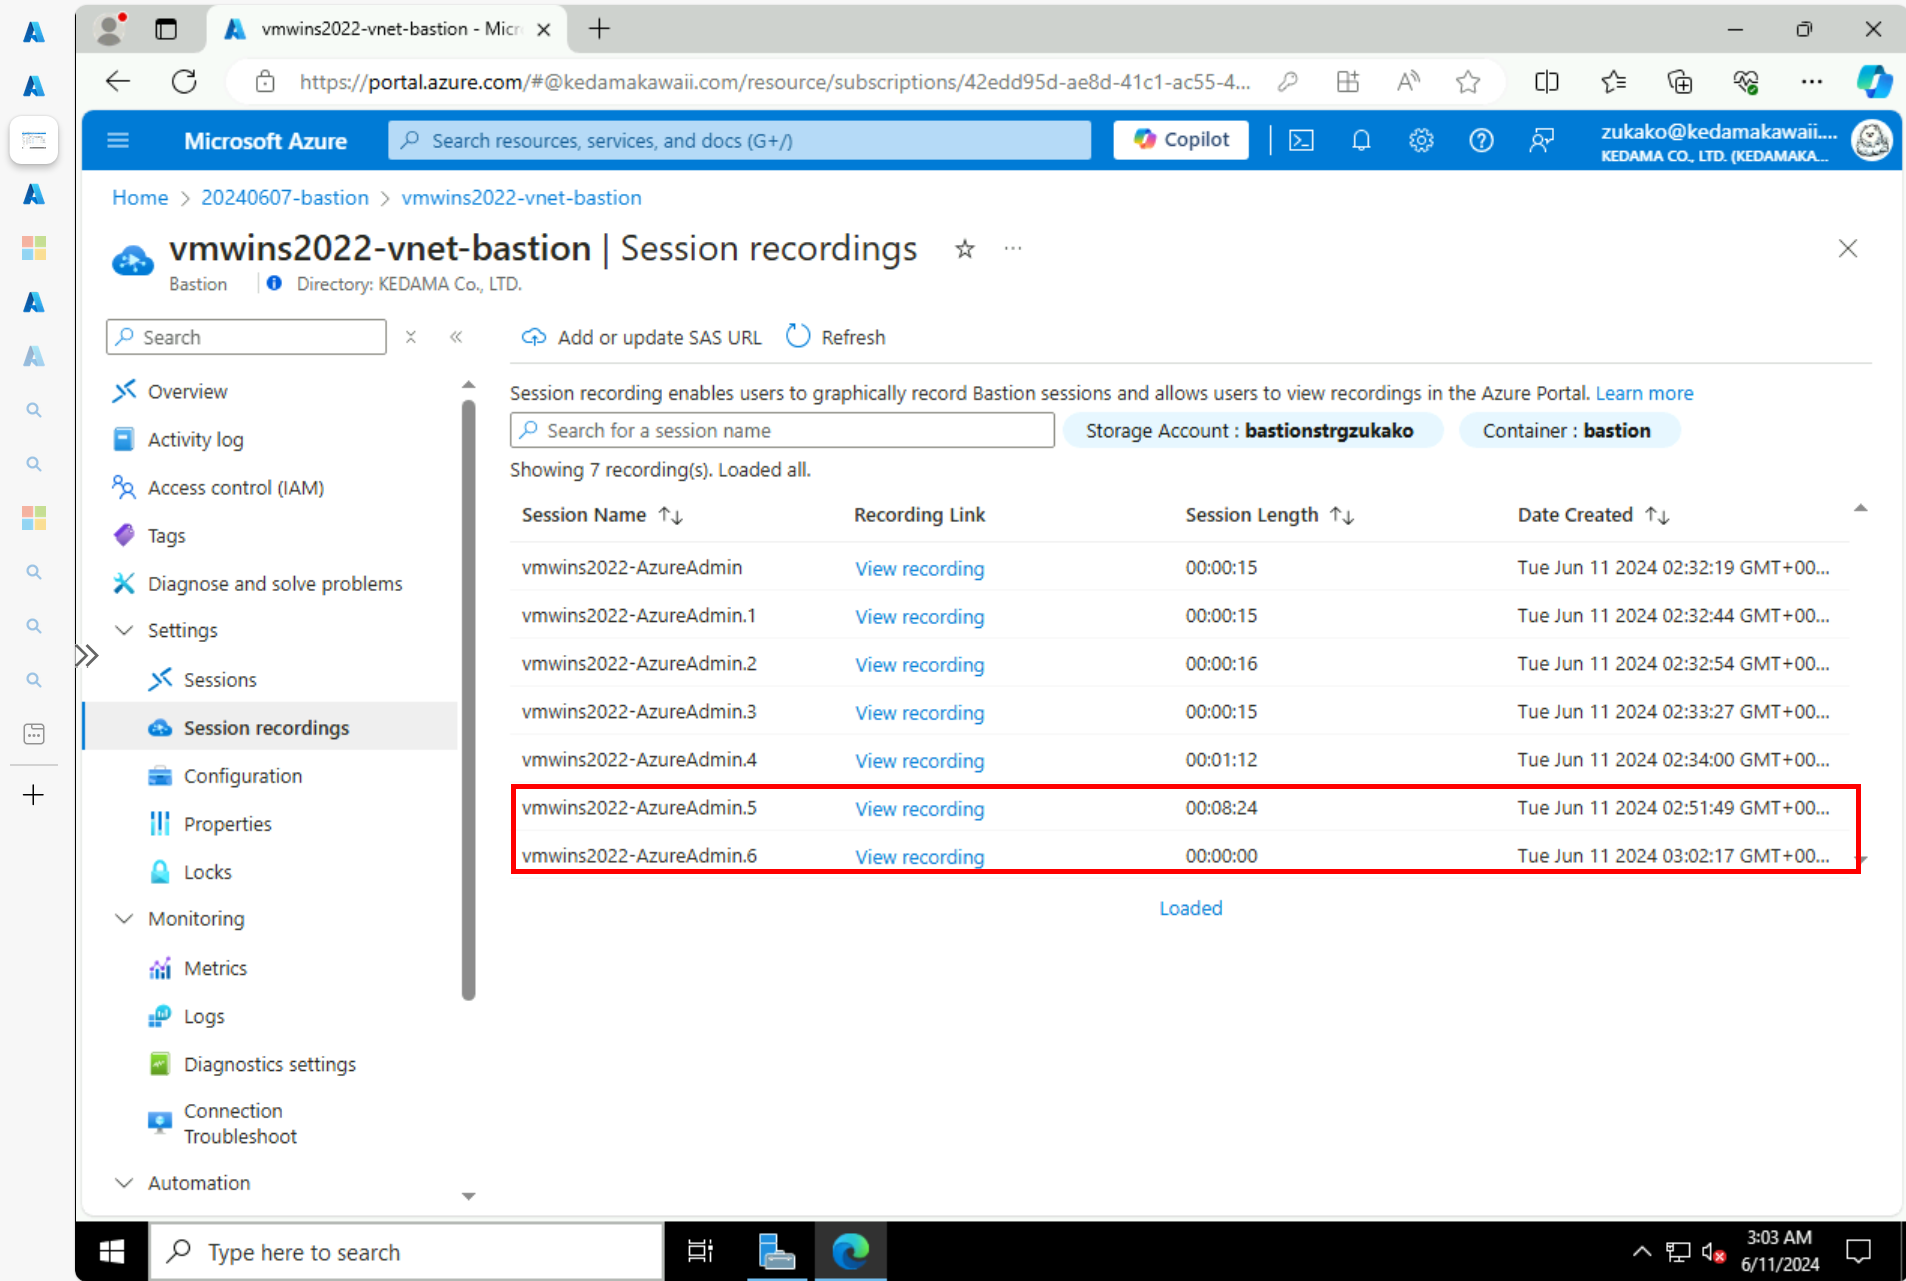 vmwins2022-vnet-bastion - Micr
https://portal.azure.com/#@kedamakawaii.com/resource/subscriptions/42edd95d-ae8d-41c1-ac55-4...
Microsoft Azure
Search resources, services, and docs (G+/)
Copilot
zukako@kedamakawaii....
KEDAMA CO., LTD. (KEDAMAKA...
Home > 20240607-bastion > vmwins2022-vnet-bastion
vmwins2022-vnet-bastion | Session recordings
Bastion
Directory: KEDAMA Co., LTD.
Search
Overview
Activity log
Access control (IAM)
Tags
Diagnose and solve problems
Settings
Sessions
Session recordings
Configuration
Properties
Locks
Monitoring
Metrics
Logs
Diagnostics settings
Connection
Troubleshoot
Automation
Add or update SAS URL
Refresh
Session recording enables users to graphically record Bastion sessions and allows users to view recordings in the Azure Portal. Learn more
Search for a session name
Storage Account : bastionstrgzukako
Container : bastion
Showing 7 recording(s). Loaded all.
Session Name ↑↓ Recording Link Session Length ↑↓ Date Created ↑↓
vmwins2022-AzureAdmin View recording 00:00:15 Tue Jun 11 2024 02:32:19 GMT+00...
vmwins2022-AzureAdmin.1 View recording 00:00:15 Tue Jun 11 2024 02:32:44 GMT+00...
vmwins2022-AzureAdmin.2 View recording 00:00:16 Tue Jun 11 2024 02:32:54 GMT+00...
vmwins2022-AzureAdmin.3 View recording 00:00:15 Tue Jun 11 2024 02:33:27 GMT+00...
vmwins2022-AzureAdmin.4 View recording 00:01:12 Tue Jun 11 2024 02:34:00 GMT+00...
vmwins2022-AzureAdmin.5 View recording 00:08:24 Tue Jun 11 2024 02:51:49 GMT+00...
vmwins2022-AzureAdmin.6 View recording 00:00:00 Tue Jun 11 2024 03:02:17 GMT+00...
Loaded
Type here to search
3:03 AM
6/11/2024